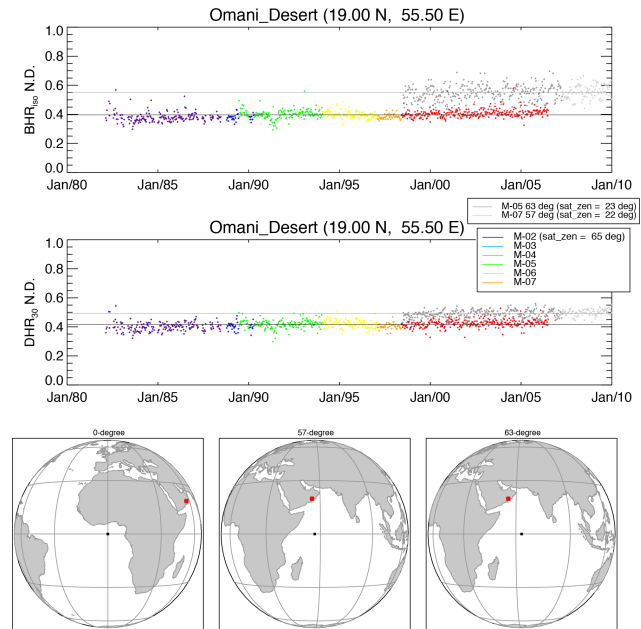 Omani_Desert (19.00 N, 55.50 E)
1.0
0.8
0.6
0.4
0.2
0.0
BHRiso N.D.
Jan/80 Jan/85 Jan/90 Jan/95 Jan/00 Jan/05 Jan/10
M-05 63 deg (sat_zen = 23 deg)
M-07 57 deg (sat_zen = 22 deg)
Omani_Desert (19.00 N, 55.50 E)
M-02 (sat_zen = 65 deg)
M-03
M-04
M-05
M-06
M-07
1.0
0.8
0.6
0.4
0.2
0.0
DHR30 N.D.
Jan/80 Jan/85 Jan/90 Jan/95 Jan/00 Jan/05 Jan/10
0-degree
57-degree
63-degree